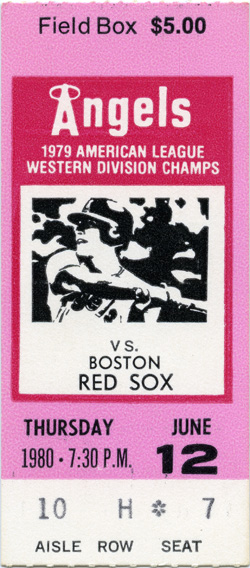 Field Box $5.00
Angels
1979 AMERICAN LEAGUE
WESTERN DIVISION CHAMPS
VS.
BOSTON
RED SOX
THURSDAY JUNE
1980 • 7:30 P.M. 12
10 H * 7
AISLE ROW SEAT